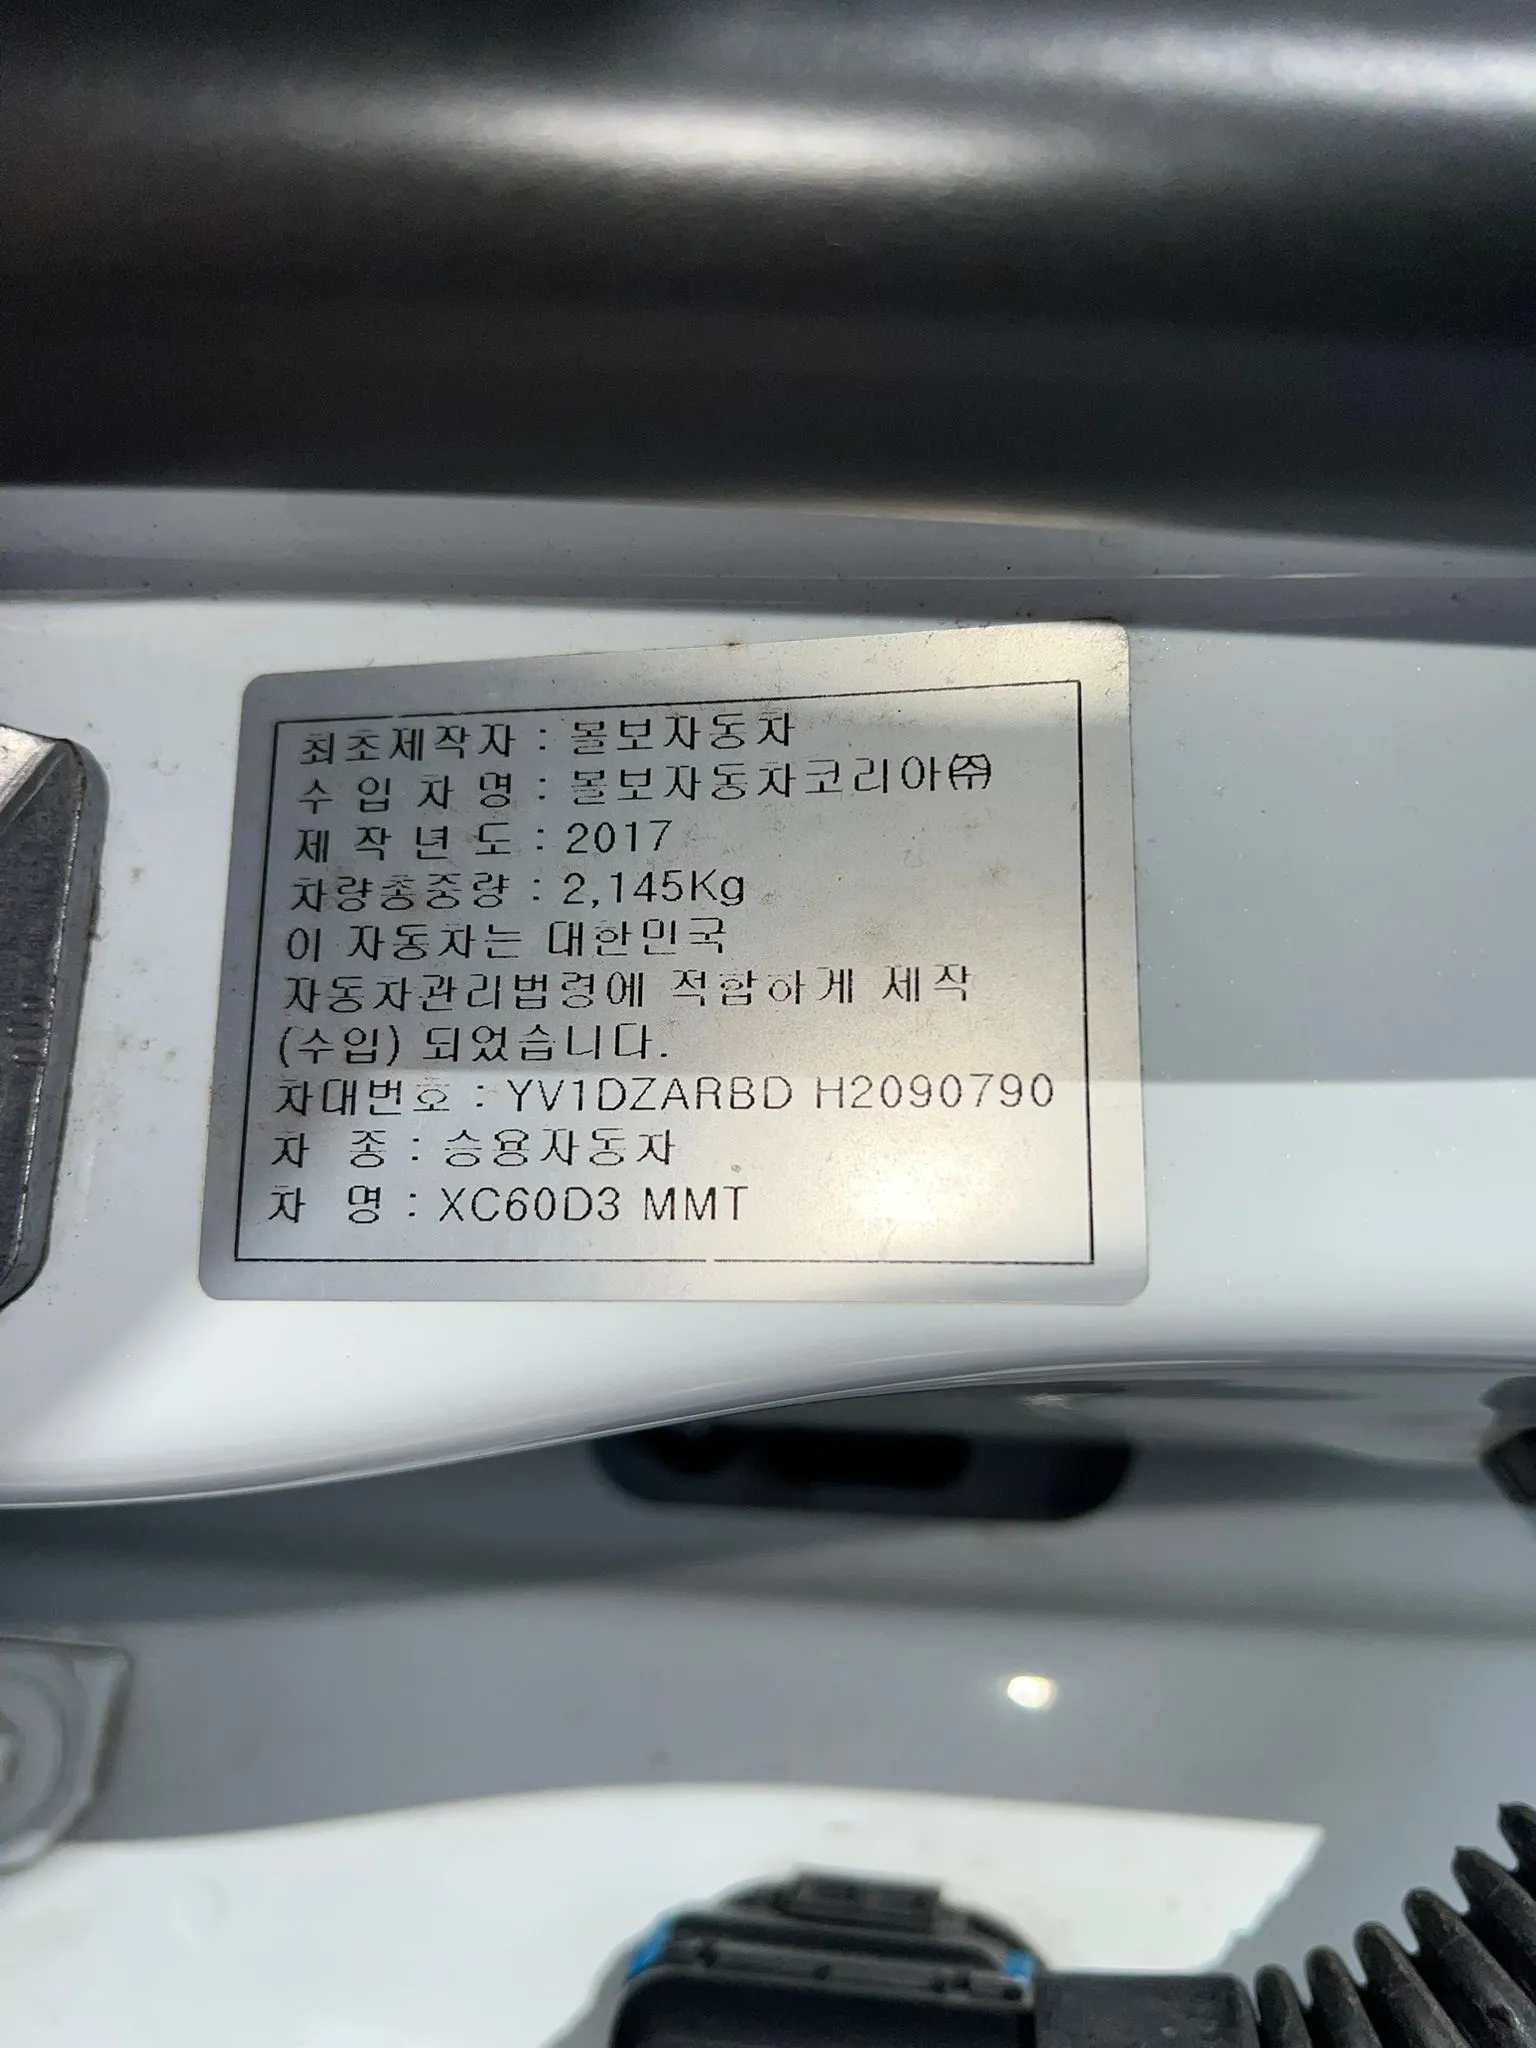 최초제작자 : 볼보자동차
수 입 자 명 : 볼보자동차코리아㈜
제 작 년 도 : 2017
차량총중량 : 2,145Kg
이 자동차는 대한민국
자동차관리법령에 적합하게 제작
(수입) 되었습니다.
차대번호 : YV1DZARBD H2090790
차 종 : 승용자동차
차 명 : XC60D3 MMT